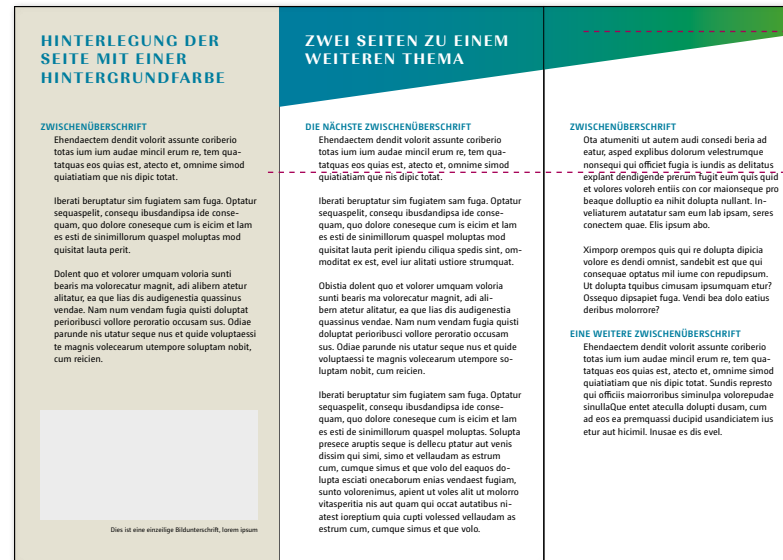 HINTERLEGUNG DER
SEITE MIT EINER
HINTERGRUNDFARBE
ZWISCHENÜBERSCHRIFT
Ehendaectem dendit volorit assunte coriberio
totas ium ium audae mincil erum re, tem qua-
tatquas eos quias est, atecto et, omnime simod
quiatiatiam que nis dipic totat.
Iberati beruptatur sim fugiatem sam fuga. Optatur
sequaspelit, consequ ibusdandipsa ide conse-
quam, quo dolore coneseque cum is eicim et lam
es esti de sinimillorum quaspel moluptas mod
quisitat lauta perit.
Dolent quo et volorer umquam voloria sunti
bearis ma volorecatur magnit, adi alibern atetur
alitatur, ea que lias dis audigenestia quassinus
vendae. Nam num vendam fugia quisti doluptat
perioribusci vollore peroratio occusam sus. Odiae
parunde nis utatur seque nus et quide voluptaessi
te magnis volecearum utempore soluptam nobit,
cum reicien.
Dies ist eine einzeilige Bildunterschrift, lorem ipsum
ZWEI SEITEN ZU EINEM
WEITEREN THEMA
DIE NÄCHSTE ZWISCHENÜBERSCHRIFT
Ehendaectem dendit volorit assunte coriberio
totas ium ium audae mincil erum re, tem qua-
tatquas eos quias est, atecto et, omnime simod
quiatiatiam que nis dipic totat.
Iberati beruptatur sim fugiatem sam fuga. Optatur
sequaspelit, consequ ibusdandipsa ide conse-
quam, quo dolore coneseque cum is eicim et lam
es esti de sinimillorum quaspel moluptas mod
quisitat lauta perit ipiendu ciliqua spedis sint, om-
moditat ex est, evel iur alitati ustiore strumquat.
Obistia dolent quo et volorer umquam voloria
sunti bearis ma volorecatur magnit, adi ali-
bern atetur alitatur, ea que lias dis audigenestia
quassinus vendae. Nam num vendam fugia quisti
doluptat perioribusci vollore peroratio occusam
sus. Odiae parunde nis utatur seque nus et quide
voluptaessi te magnis volecearum utempore so-
luptam nobit, cum reicien.
Iberati beruptatur sim fugiatem sam fuga. Optatur
sequaspelit, consequ ibusdandipsa ide conse-
quam, quo dolore coneseque cum is eicim et lam
es esti de sinimillorum quaspel moluptas. Solupta
presece aruptis seque is dellecu ptatur aut venis
dissim qui simi, simo et vellaudam as estrum
cum, cumque simus et que volo del eaquos do-
lupta esciati onecaborum enias vendaest fugiam,
sunto volorenimus, apient ut voles alit ut molorro
vitasperitia nis aut quam qui occat autatibus ni-
atest ioreptium quia cupti volessed vellaudam as
estrum cum, cumque simus et que volo.
ZWISCHENÜBERSCHRIFT
Ota atumeniti ut autem audi consedi beria ad
eatur, asped explibus dolorum velestrumque
nonsequi qui officiet fugia is iundis as delitatus
explant dendigende prerum fugit eum quis quid
et volores voloreh entiis con cor maionseque pro
beaque dolluptio ea nihit dolupta nullant. In-
veliaturem autatatur sam eum lab ipsam, seres
conectem quae. Elis ipsum abo.
Ximporp orempos quis qui re dolupta dipicia
volore es dendi omnist, sandebit est que qui
consequae optatus mil iume con repudipsum.
Ut dolupta tquibus cimusam ipsumquam etur?
Ossequo dipsapiet fuga. Vendi bea dolo eatius
deribus molorrore?
EINE WEITERE ZWISCHENÜBERSCHRIFT
Ehendaectem dendit volorit assunte coriberio
totas ium ium audae mincil erum re, tem qua-
tatquas eos quias est, atecto et, omnime simod
quiatiatiam que nis dipic totat. Sundis represto
qui officiis maiorroribus siminulpa volorepudae
sinullaQue entet ateculla dolupti dusam, cum
ad eos ea premquassi ducipid usandiciatem ius
etur aut hicimil. Inusae es dis evel.